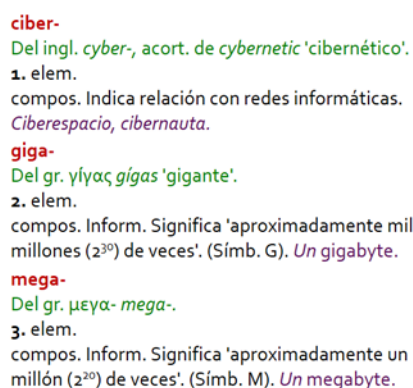 ciber-
Del ingl. cyber-, acort. de cybernetic 'cibernético'.
1. elem.
compos. Indica relación con redes informáticas.
Ciberespacio, cibernauta.
giga-
Del gr. γίγας gígas 'gigante'.
2. elem.
compos. Inform. Significa 'aproximadamente mil
millones (2³⁰) de veces'. (Símb. G). Un gigabyte.
mega-
Del gr. μεγα- mega-.
3. elem.
compos. Inform. Significa 'aproximadamente un
millón (2²⁰) de veces'. (Símb. M). Un megabyte.